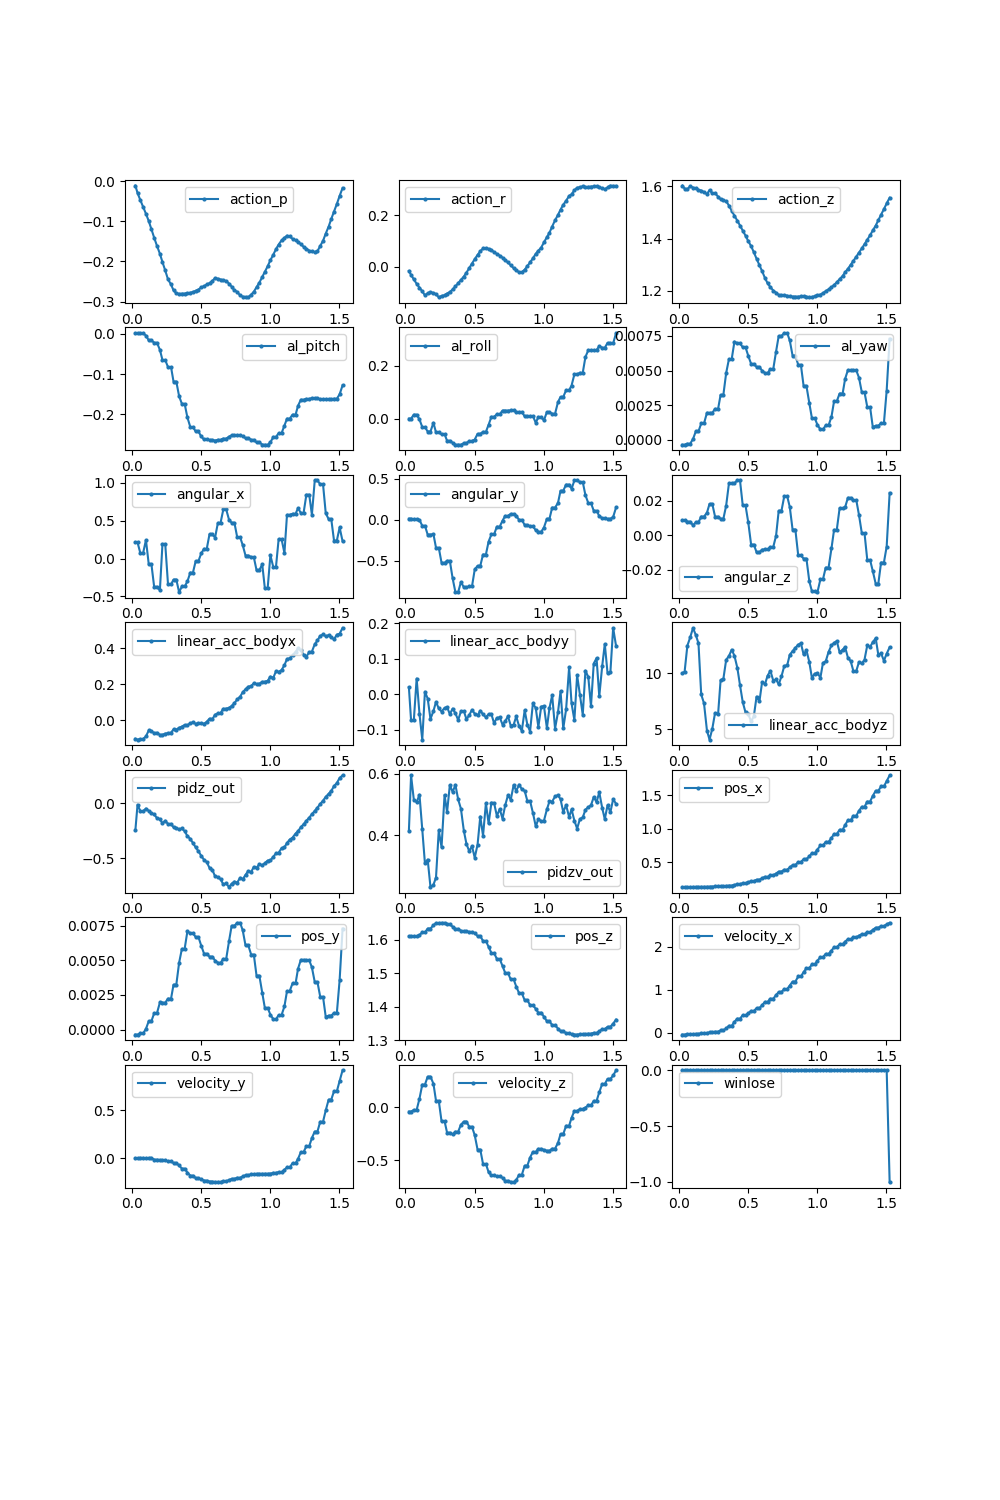 0.0
−0.1
−0.2
−0.3
action_p
0.0 0.5 1.0 1.5
0.2
0.0
action_r
0.0 0.5 1.0 1.5
1.6
1.4
1.2
action_z
0.0 0.5 1.0 1.5
0.0
−0.1
−0.2
al_pitch
0.0 0.5 1.0 1.5
0.2
0.0
al_roll
0.0 0.5 1.0 1.5
0.0075
0.0050
0.0025
0.0000
al_yaw
0.0 0.5 1.0 1.5
1.0
0.5
0.0
−0.5
angular_x
0.0 0.5 1.0 1.5
0.5
0.0
−0.5
angular_y
0.0 0.5 1.0 1.5
0.02
0.00
−0.02
angular_z
0.0 0.5 1.0 1.5
0.4
0.2
0.0
linear_acc_bodyx
0.0 0.5 1.0 1.5
0.2
0.1
0.0
−0.1
linear_acc_bodyy
0.0 0.5 1.0 1.5
10
5
linear_acc_bodyz
0.0 0.5 1.0 1.5
0.0
−0.5
pidz_out
0.0 0.5 1.0 1.5
0.6
0.4
pidzv_out
0.0 0.5 1.0 1.5
1.5
1.0
0.5
pos_x
0.0 0.5 1.0 1.5
0.0075
0.0050
0.0025
0.0000
pos_y
0.0 0.5 1.0 1.5
1.6
1.5
1.4
1.3
pos_z
0.0 0.5 1.0 1.5
2
1
0
velocity_x
0.0 0.5 1.0 1.5
0.5
0.0
velocity_y
0.0 0.5 1.0 1.5
0.0
−0.5
velocity_z
0.0 0.5 1.0 1.5
0.0
−0.5
−1.0
winlose
0.0 0.5 1.0 1.5